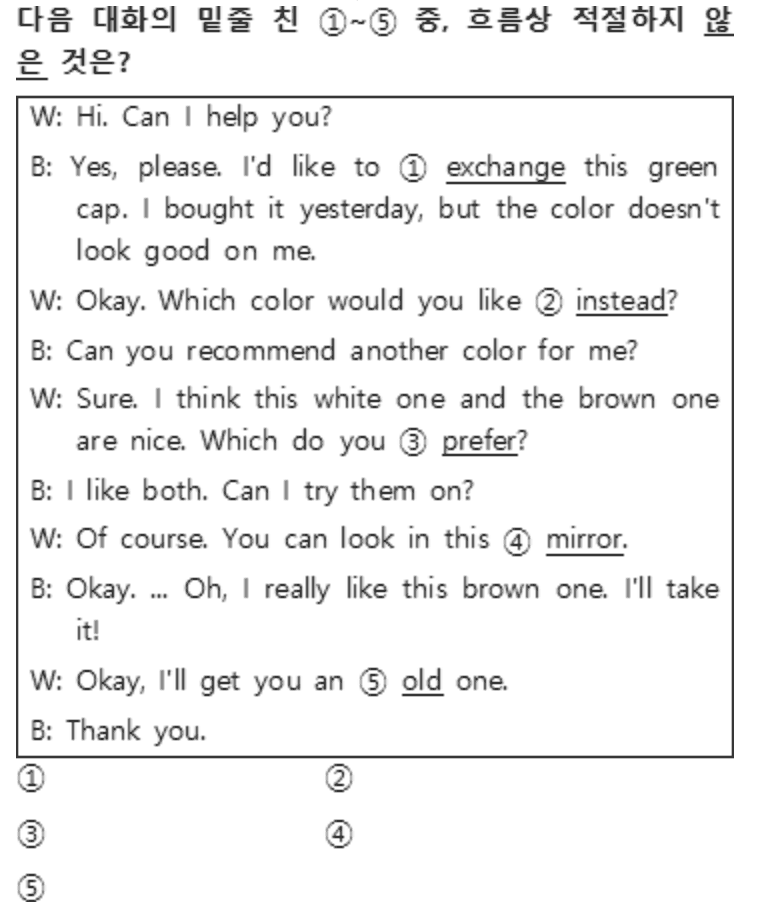 다음 대화의 밑줄 친 ①~⑤ 중, 흐름상 적절하지 않
은 것은?
W: Hi. Can I help you?
B: Yes, please. I'd like to ① exchange this green
cap. I bought it yesterday, but the color doesn't
look good on me.
W: Okay. Which color would you like ② instead?
B: Can you recommend another color for me?
W: Sure. I think this white one and the brown one
are nice. Which do you ③ prefer?
B: I like both. Can I try them on?
W: Of course. You can look in this ④ mirror.
B: Okay. ... Oh, I really like this brown one. I'll take
it!
W: Okay, I'll get you an ⑤ old one.
B: Thank you.
① ②
③ ④
⑤